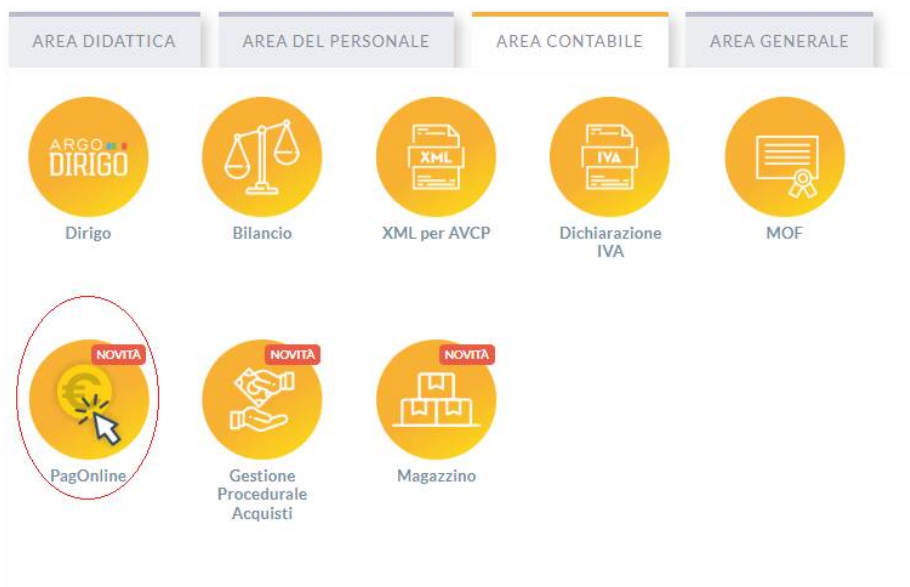 AREA DIDATTICA
AREA DEL PERSONALE
AREA CONTABILE
AREA GENERALE
ARGO
DIRIGO
XML
IVA
Dirigo
Bilancio
XML per AVCP
Dichiarazione
IVA
MOF
NOVITÀ
NOVITÀ
NOVITÀ
€
PagOnline
Gestione
Procedurale
Acquisti
Magazzino